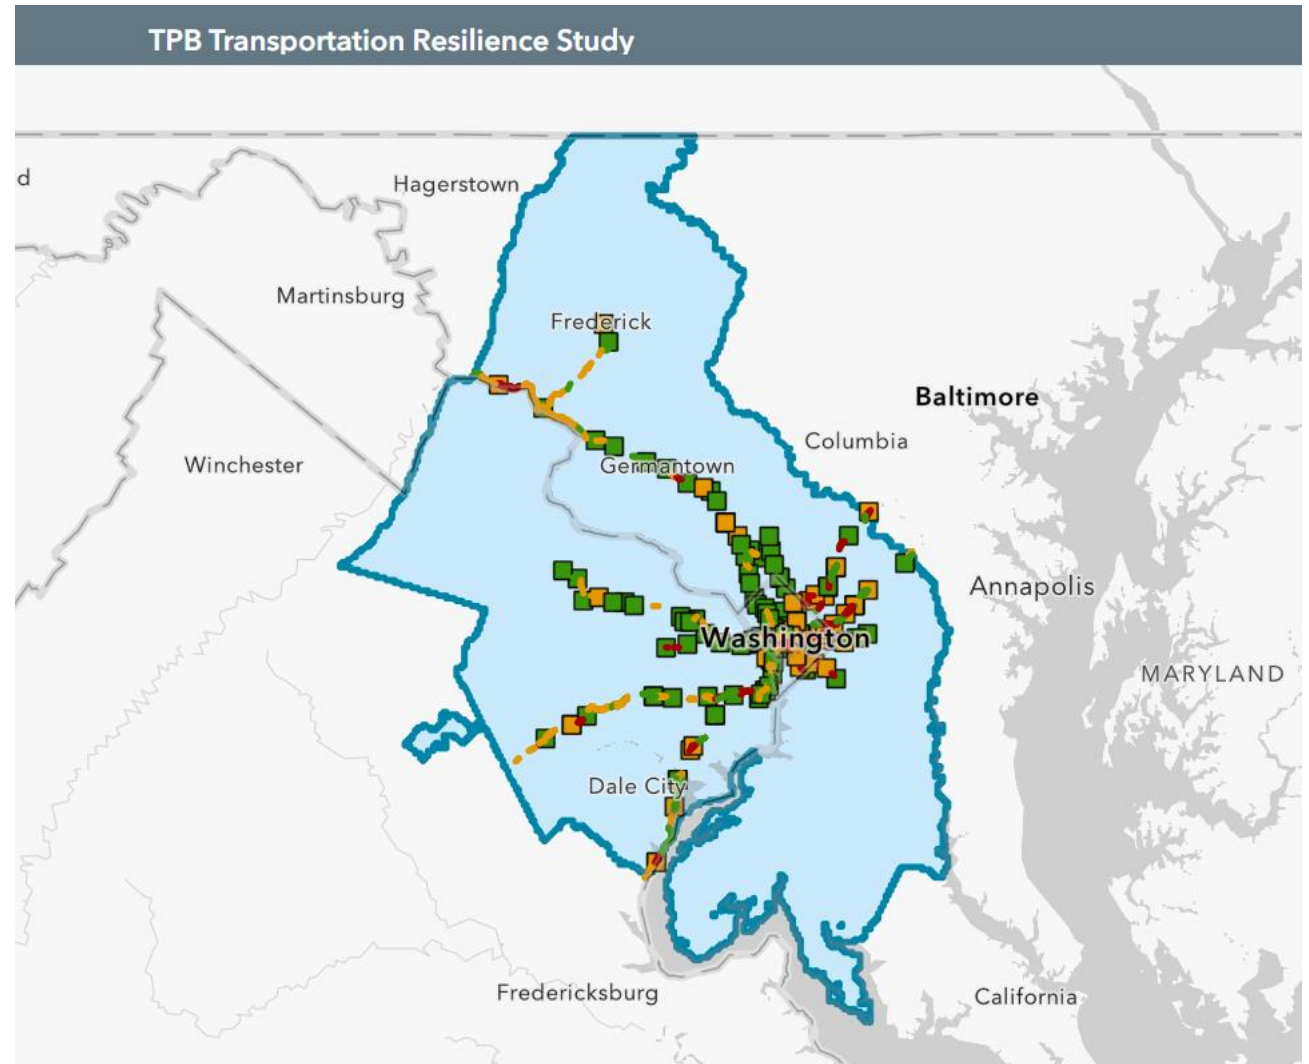 TPB Transportation Resilience Study
d
Hagerstown
Martinsburg
Frederick
Baltimore
Columbia
Winchester
Germantown
Annapolis
Washington
MARYLAND
Dale City
Fredericksburg
California